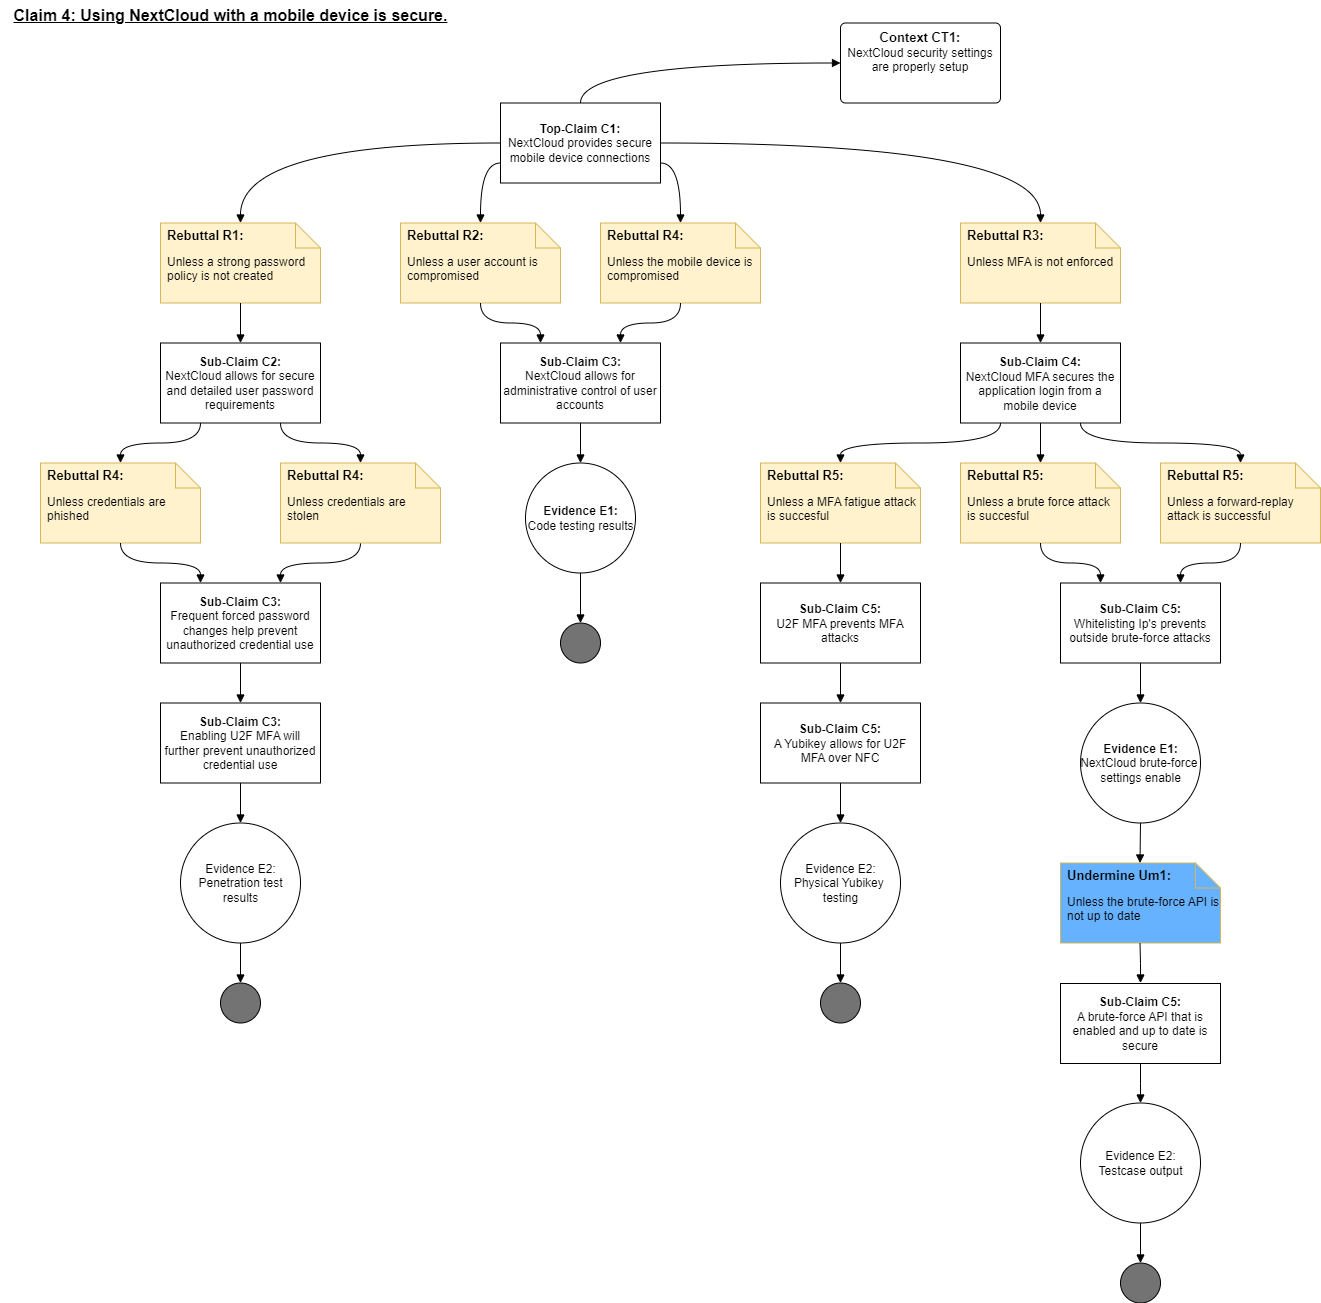 Claim 4: Using NextCloud with a mobile device is secure.
Context CT1:
NextCloud security settings
are properly setup
Top-Claim C1:
NextCloud provides secure
mobile device connections
Rebuttal R1:
Unless a strong password
policy is not created
Rebuttal R2:
Unless a user account is
compromised
Rebuttal R4:
Unless the mobile device is
compromised
Rebuttal R3:
Unless MFA is not enforced
Sub-Claim C2:
NextCloud allows for secure
and detailed user password
requirements
Sub-Claim C3:
NextCloud allows for
administrative control of user
accounts
Sub-Claim C4:
NextCloud MFA secures the
application login from a
mobile device
Rebuttal R4:
Unless credentials are
phished
Rebuttal R4:
Unless credentials are
stolen
Evidence E1:
Code testing results
Rebuttal R5:
Unless a MFA fatigue attack
is succesful
Rebuttal R5:
Unless a brute force attack
is succesful
Rebuttal R5:
Unless a forward-replay
attack is successful
Sub-Claim C3:
Frequent forced password
changes help prevent
unauthorized credential use
Sub-Claim C5:
U2F MFA prevents MFA
attacks
Sub-Claim C5:
Whitelisting Ip's prevents
outside brute-force attacks
Sub-Claim C3:
Enabling U2F MFA will
further prevent unauthorized
credential use
Sub-Claim C5:
A Yubikey allows for U2F
MFA over NFC
Evidence E1:
NextCloud brute-force
settings enable
Evidence E2:
Penetration test
results
Evidence E2:
Physical Yubikey
testing
Undermine Um1:
Unless the brute-force API is
not up to date
Sub-Claim C5:
A brute-force API that is
enabled and up to date is
secure
Evidence E2:
Testcase output